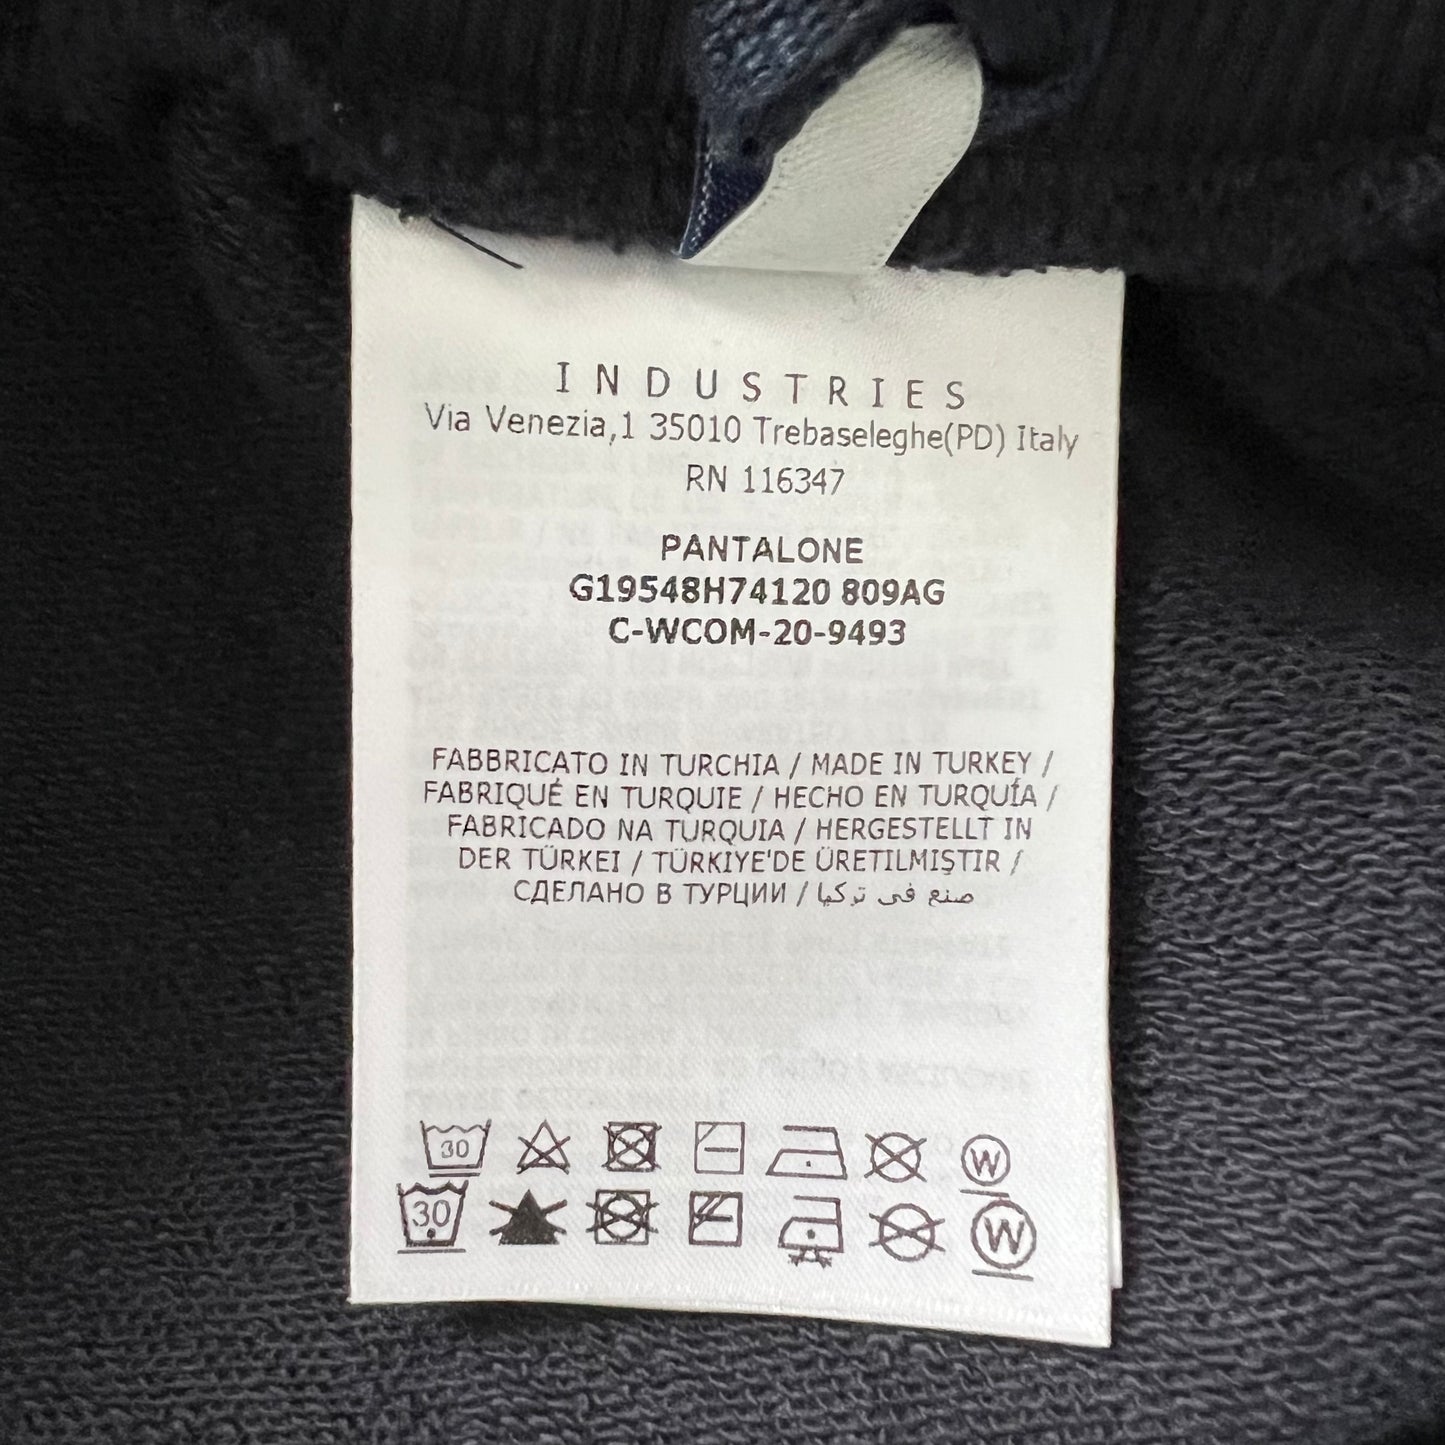 INDUSTRIES
Via Venezia,1 35010 Trebaseleghe(PD) Italy
RN 116347
PANTALONE
G19548H74120 809AG
C-WCOM-20-9493
FABBRICATO IN TURCHIA / MADE IN TURKEY /
FABRIQUÉ EN TURQUIE / HECHO EN TURQUÍA /
FABRICADO NA TURQUIA / HERGESTELLT IN
DER TÜRKEI / TÜRKIYE'DE ÜRETILMIŞTIR /
СДЕЛАНО В ТУРЦИИ / صنع في تركيا
30 W
30 W